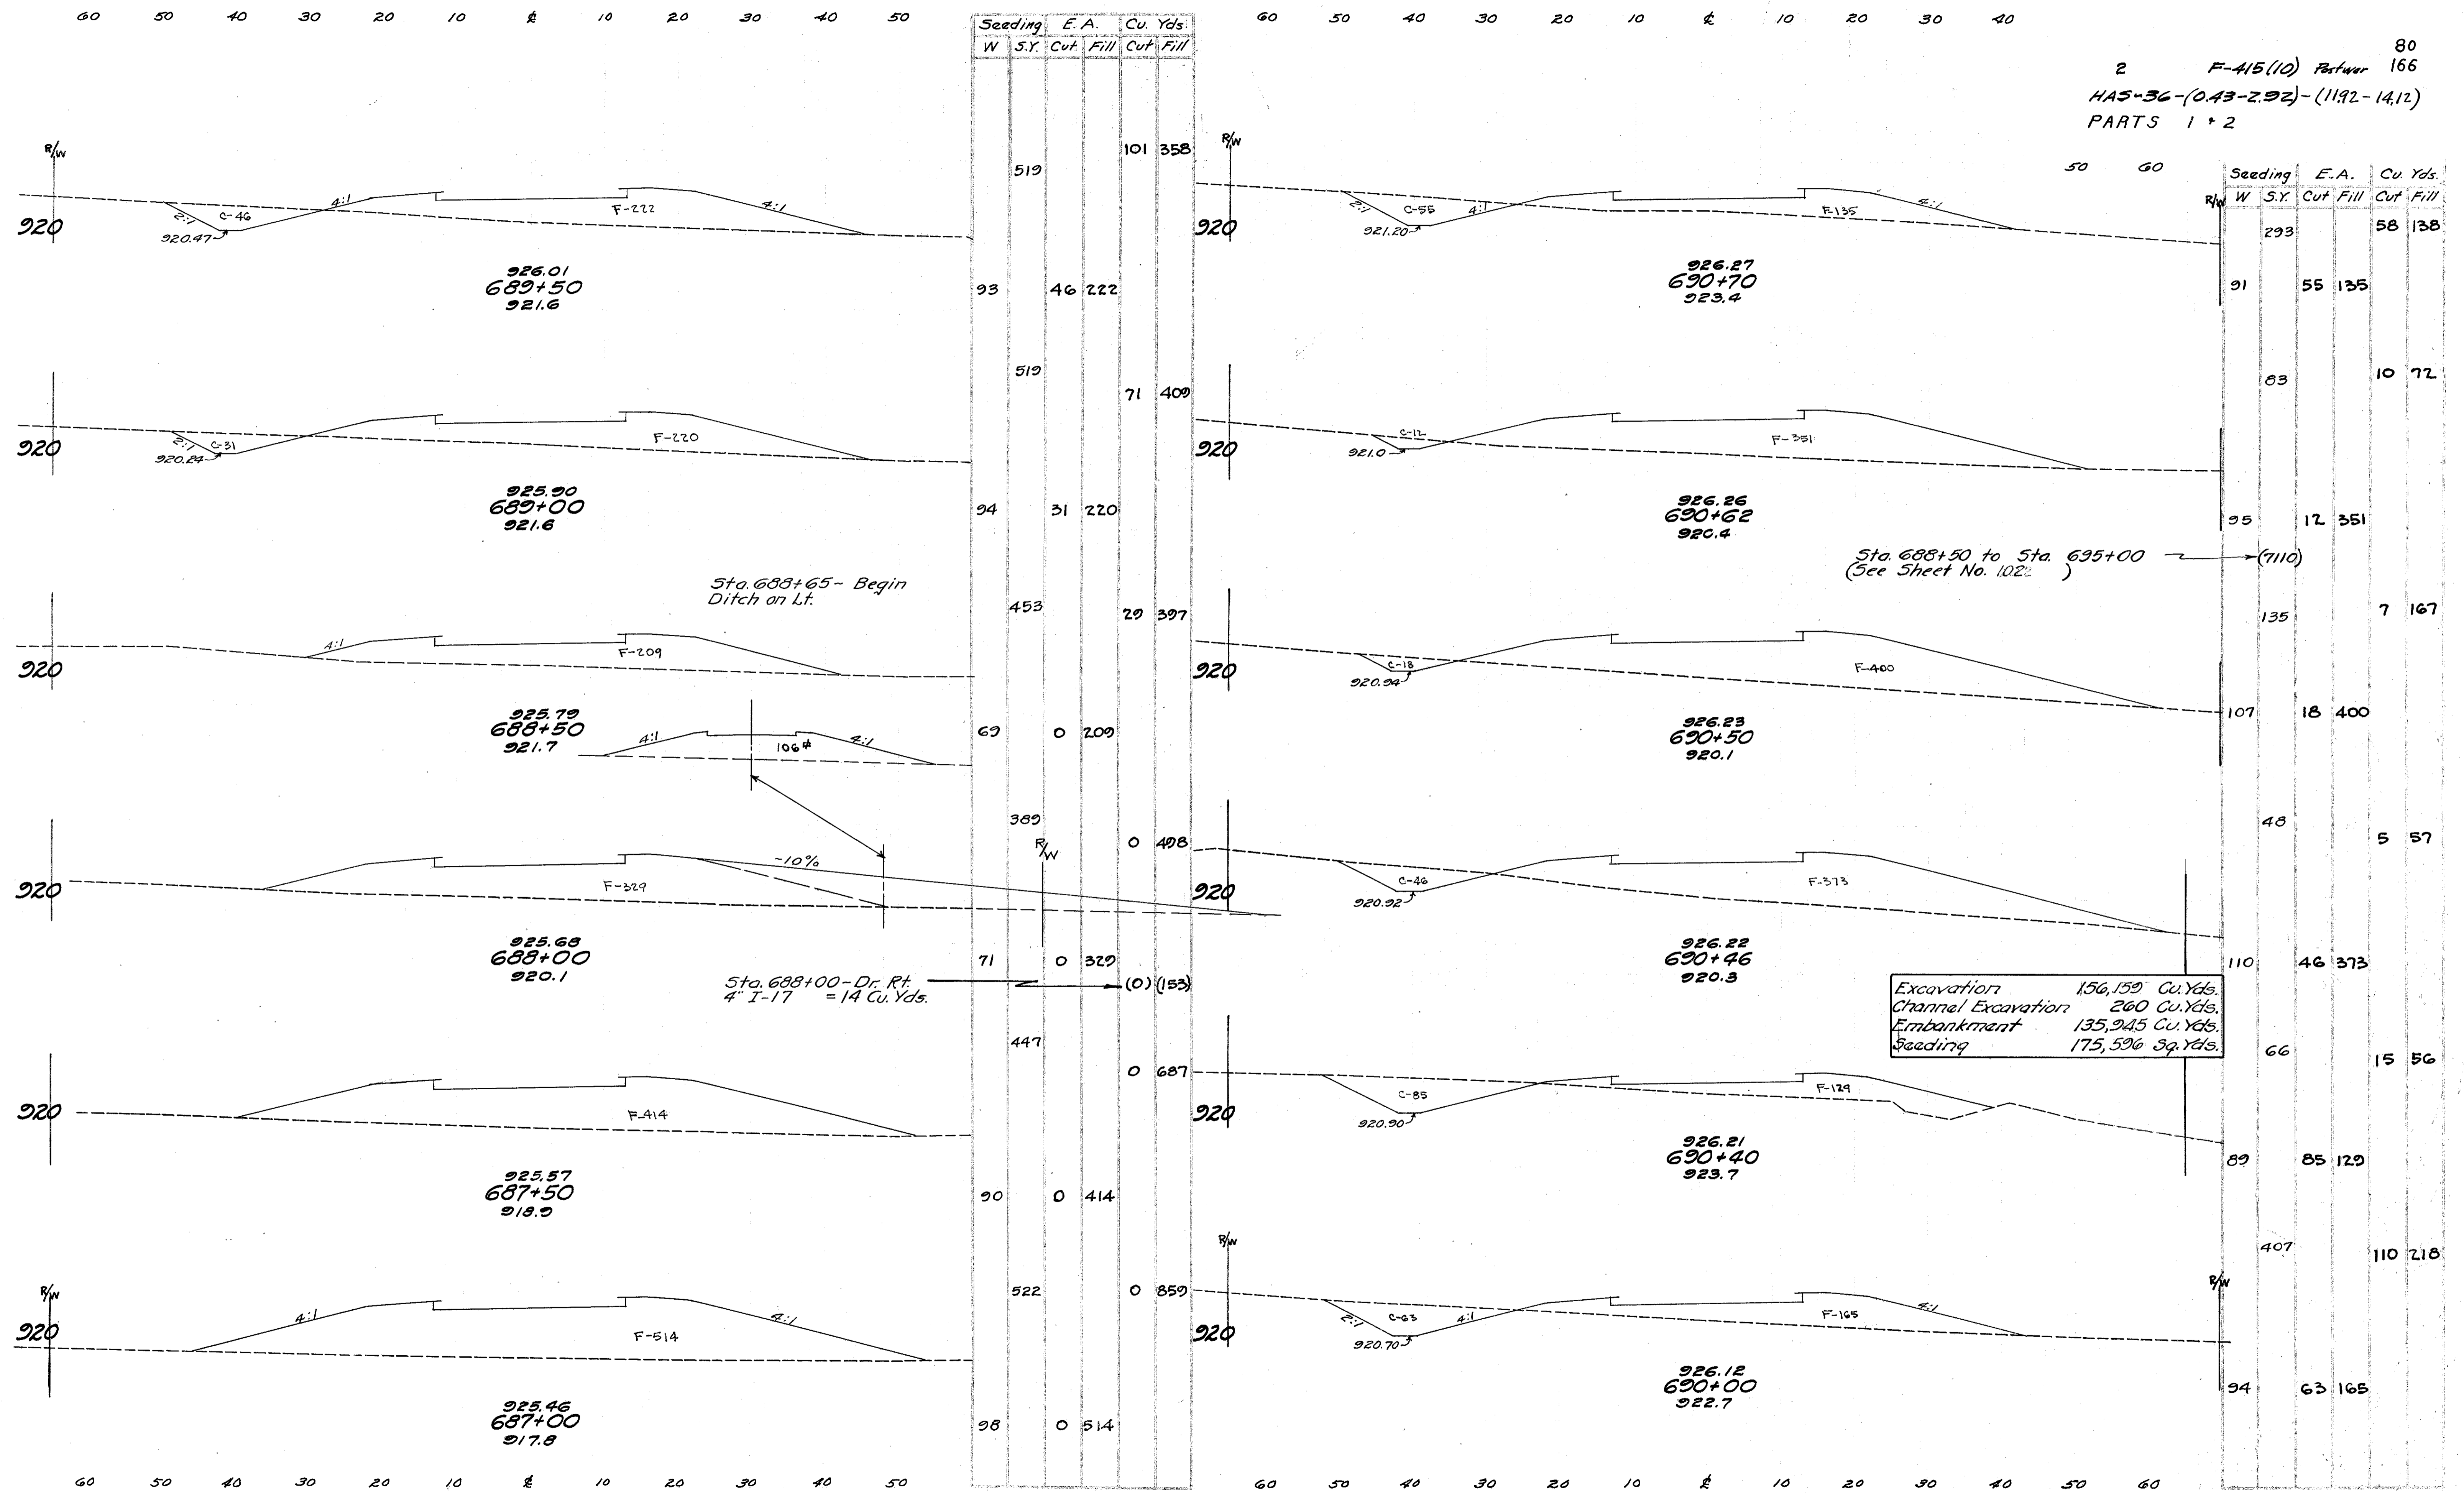 60 50 40 30 20 10 ℄ 10 20 30 40 50
Seeding E.A. Cu. Yds.
W S.Y. Cut Fill Cut Fill
60 50 40 30 20 10 ℄ 10 20 30 40
80
2 F-415(10) Postwar 166
HAS-36-(0.43-2.92)-(11.92-14.12)
PARTS 1 + 2
50 60
Seeding E.A. Cu. Yds.
W S.Y. Cut Fill Cut Fill
R/W
101 358
519
920
2:1 C-46 4:1 F-222 4:1
920.47
926.01
689+50
921.6
93 46 222
519
71 409
920
2:1 C-31 F-220
920.24
925.90
689+00
921.6
94 31 220
Sta. 688+65 - Begin
Ditch on Lt.
453
29 397
920
4:1 F-209
925.79
688+50
921.7
4:1 106# 4:1
69 0 209
389
R/W
0 498
920
F-329 -10%
925.68
688+00
920.1
71 0 329
Sta. 688+00 - Dr. Rt.
4" I-17 = 14 Cu. Yds.
(0) (153)
447
0 687
920
F-414
925.57
687+50
918.9
90 0 414
522
0 859
R/W
920
4:1 F-514 4:1
925.46
687+00
917.8
98 0 514
60 50 40 30 20 10 ℄ 10 20 30 40 50
R/W
920
2:1 C-55 4:1 F-135 4:1
921.20
R/W
293
58 138
926.27
690+70
923.4
91 55 135
83
10 72
920
C-12 F-351
921.0
926.26
690+62
920.4
95 12 351
Sta. 688+50 to Sta. 695+00 (7110)
(See Sheet No. 1022 )
135
7 167
920
C-18 F-400
920.94
926.23
690+50
920.1
107 18 400
48
5 57
920
C-46 F-373
920.92
926.22
690+46
920.3
110 46 373
Excavation 156,159 Cu. Yds.
Channel Excavation 260 Cu. Yds.
Embankment 135,945 Cu. Yds.
Seeding 175,596 Sq. Yds.
66
15 56
920
C-85 F-129
920.90
926.21
690+40
923.7
89 85 129
407
110 218
R/W
R/W
920
2:1 C-63 4:1 F-165 4:1
920.70
926.12
690+00
922.7
94 63 165
60 50 40 30 20 10 ℄ 10 20 30 40 50 60